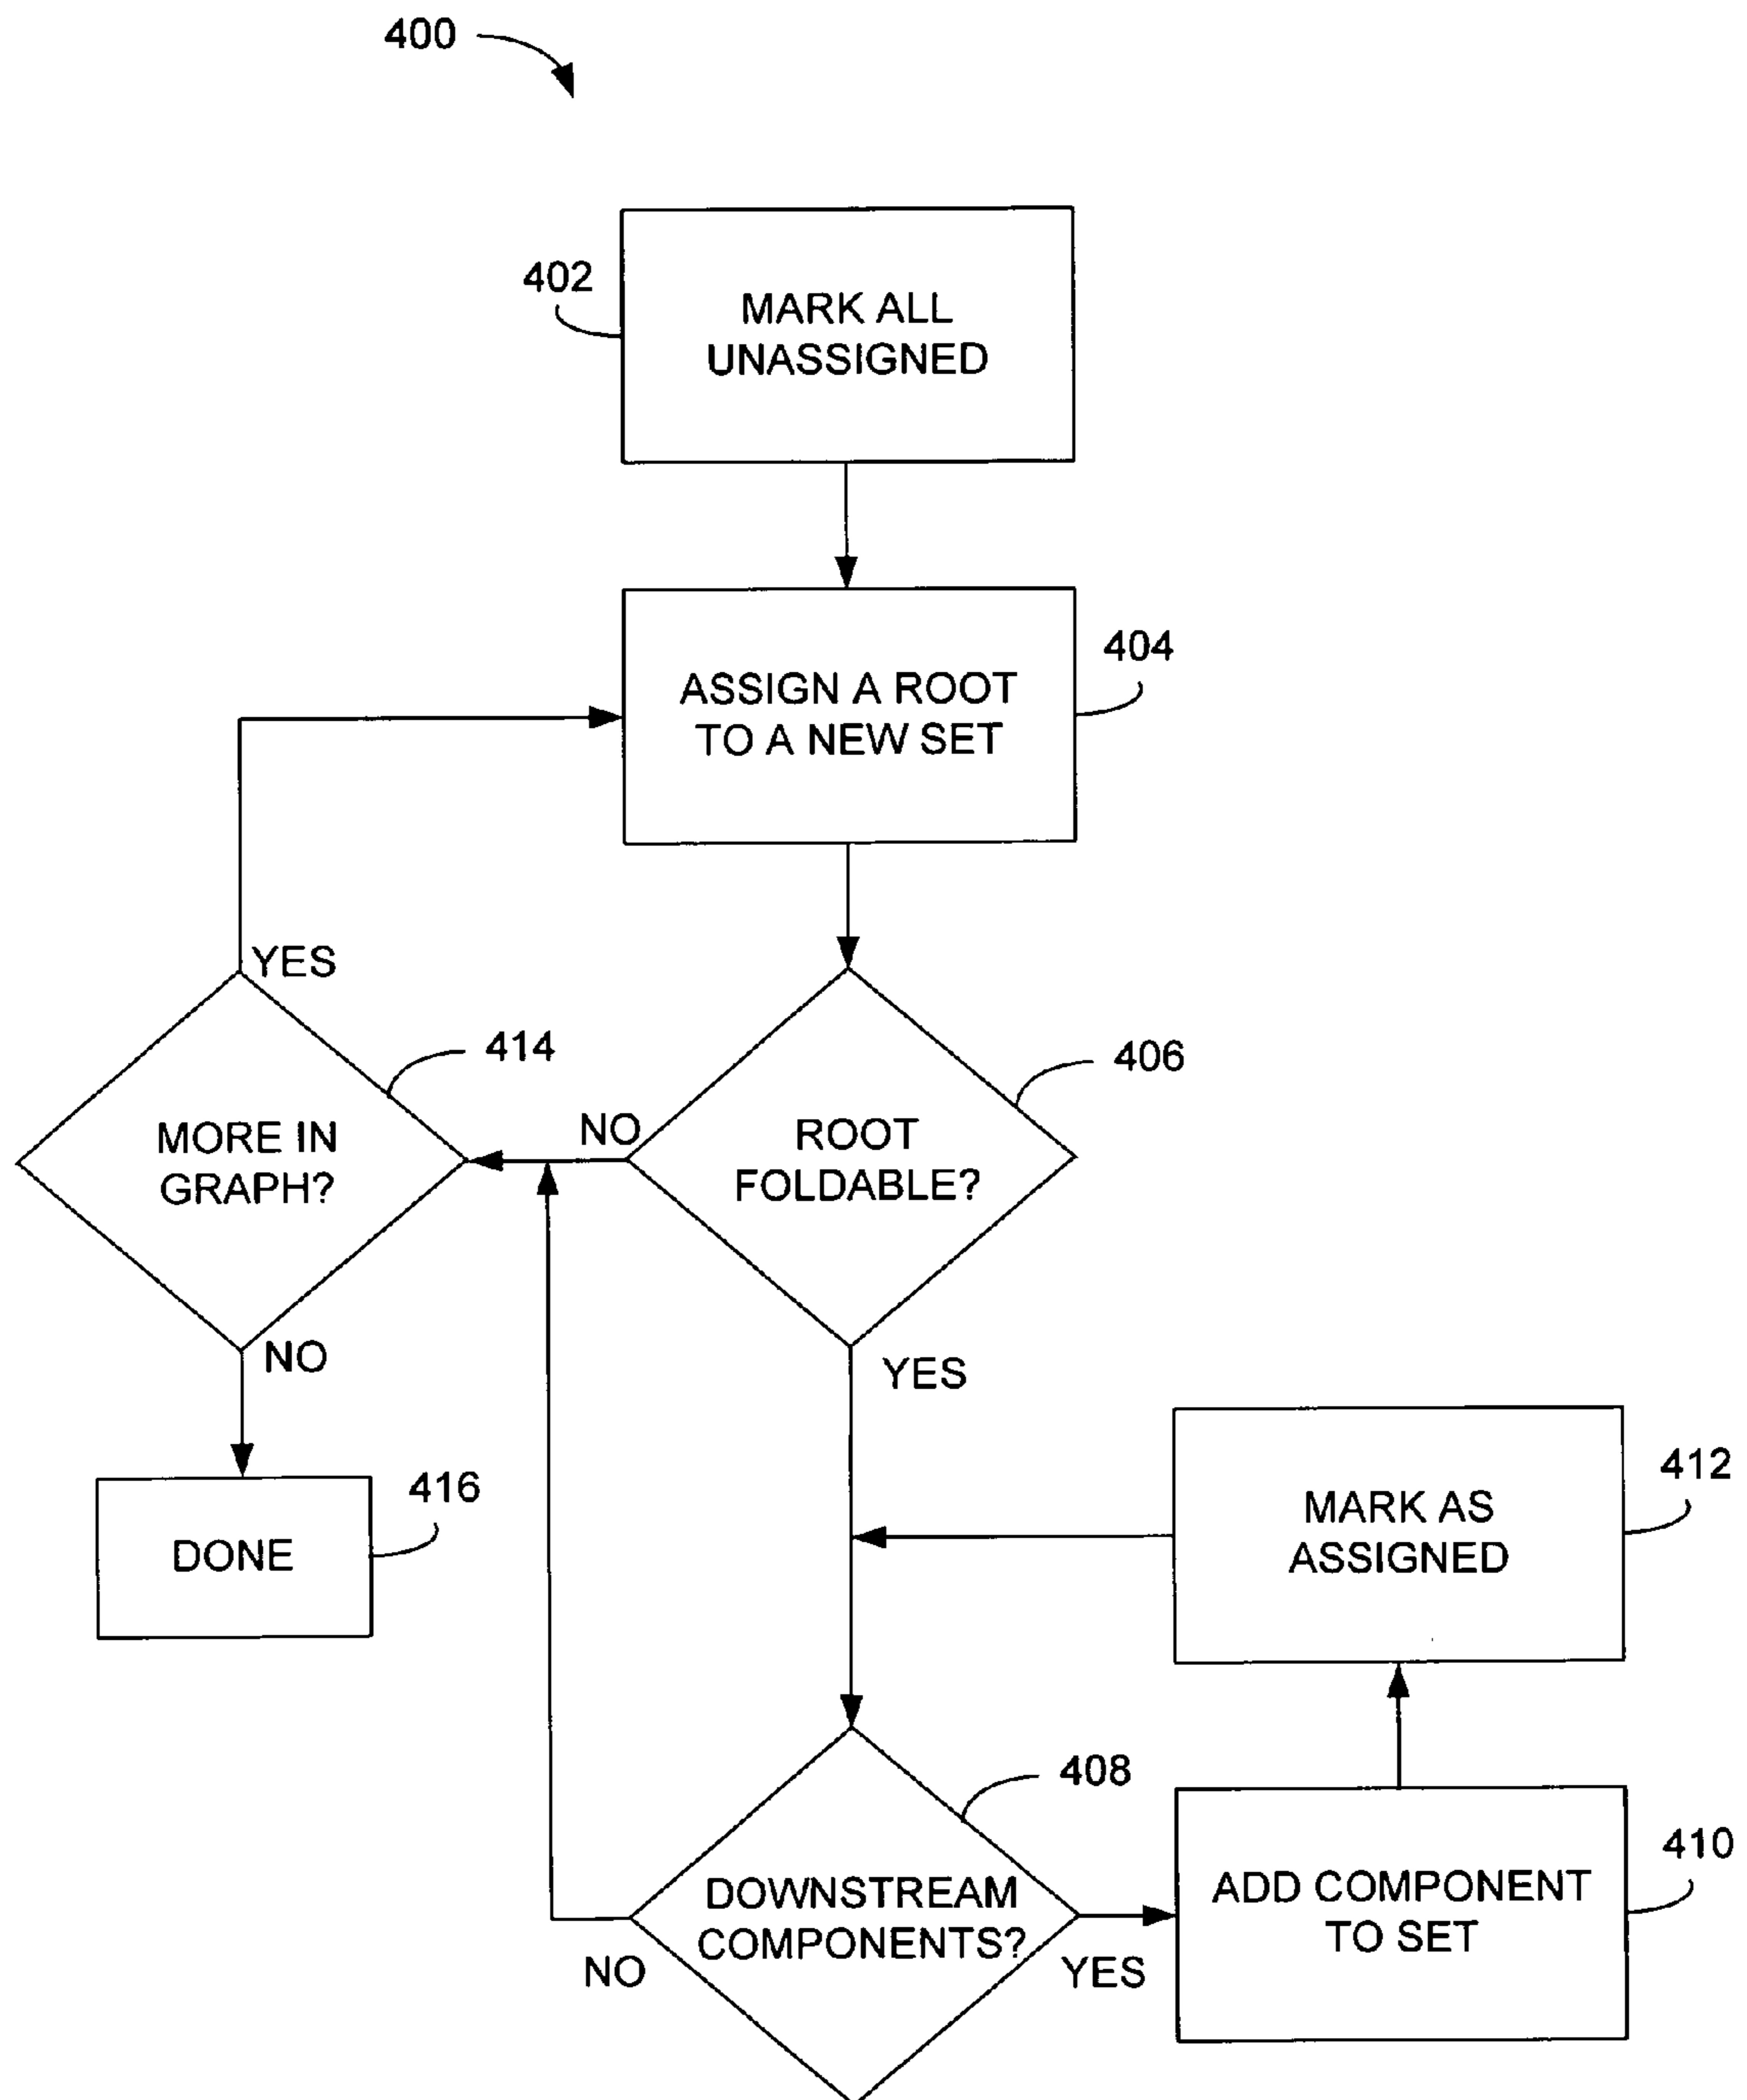 400
402
MARK ALL
UNASSIGNED
404
ASSIGN A ROOT
TO A NEW SET
YES
414
406
MORE IN
GRAPH?
NO
ROOT
FOLDABLE?
NO
YES
416
DONE
412
MARK AS
ASSIGNED
408
DOWNSTREAM
COMPONENTS?
NO
YES
410
ADD COMPONENT
TO SET